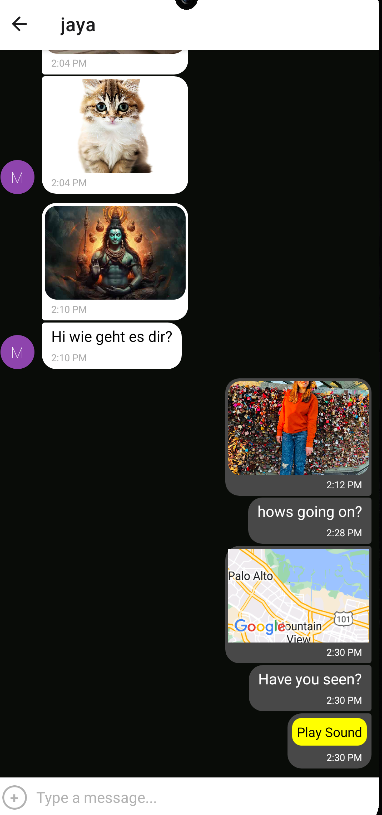 jaya
2:04 PM
2:04 PM
M
2:10 PM
Hi wie geht es dir?
2:10 PM
M
2:12 PM
hows going on?
2:28 PM
Palo Alto
101
Google
ountain
View
2:30 PM
Have you seen?
2:30 PM
Play Sound
2:30 PM
Type a message...